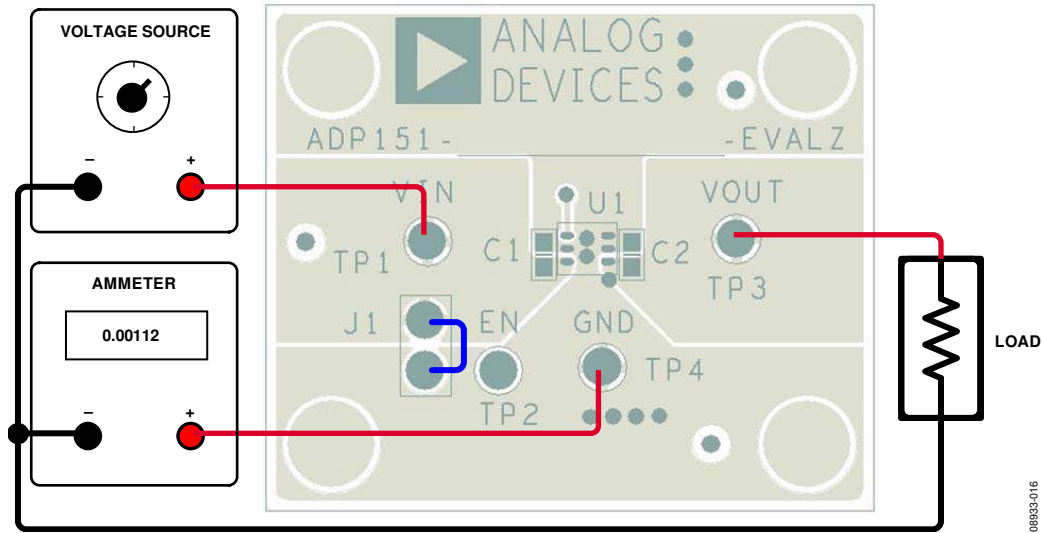 VOLTAGE SOURCE
− +
AMMETER
0.00112
− +
ANALOG
DEVICES
ADP151- -EVALZ
VIN
U1
VOUT
TP1
C1
C2
TP3
J1
EN
GND
TP2
TP4
LOAD
08933-016